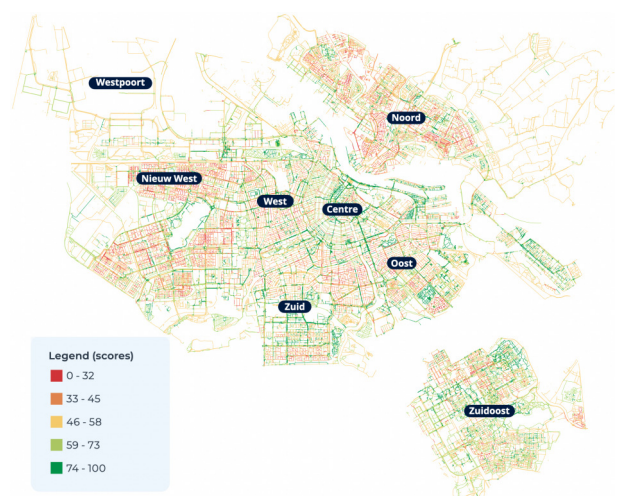 Westpoort
Noord
Nieuw West
West
Centre
Oost
Zuid
Legend (scores)
0 - 32
33 - 45
46 - 58
59 - 73
74 - 100
Zuidoost